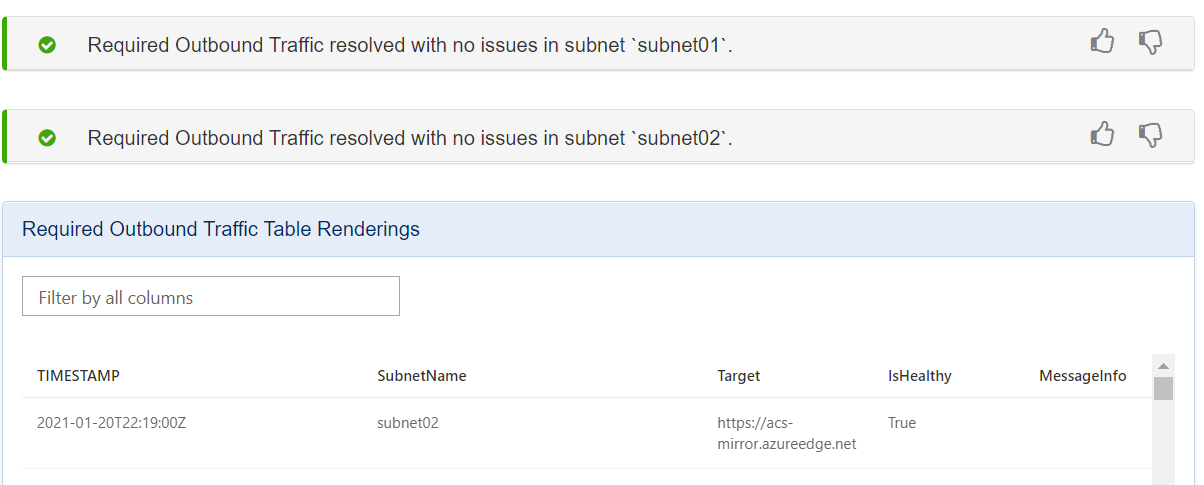 Required Outbound Traffic resolved with no issues in subnet `subnet01`.
Required Outbound Traffic resolved with no issues in subnet `subnet02`.
Required Outbound Traffic Table Renderings
Filter by all columns
TIMESTAMP SubnetName Target IsHealthy MessageInfo
2021-01-20T22:19:00Z subnet02 https://acs- True
mirror.azureedge.net